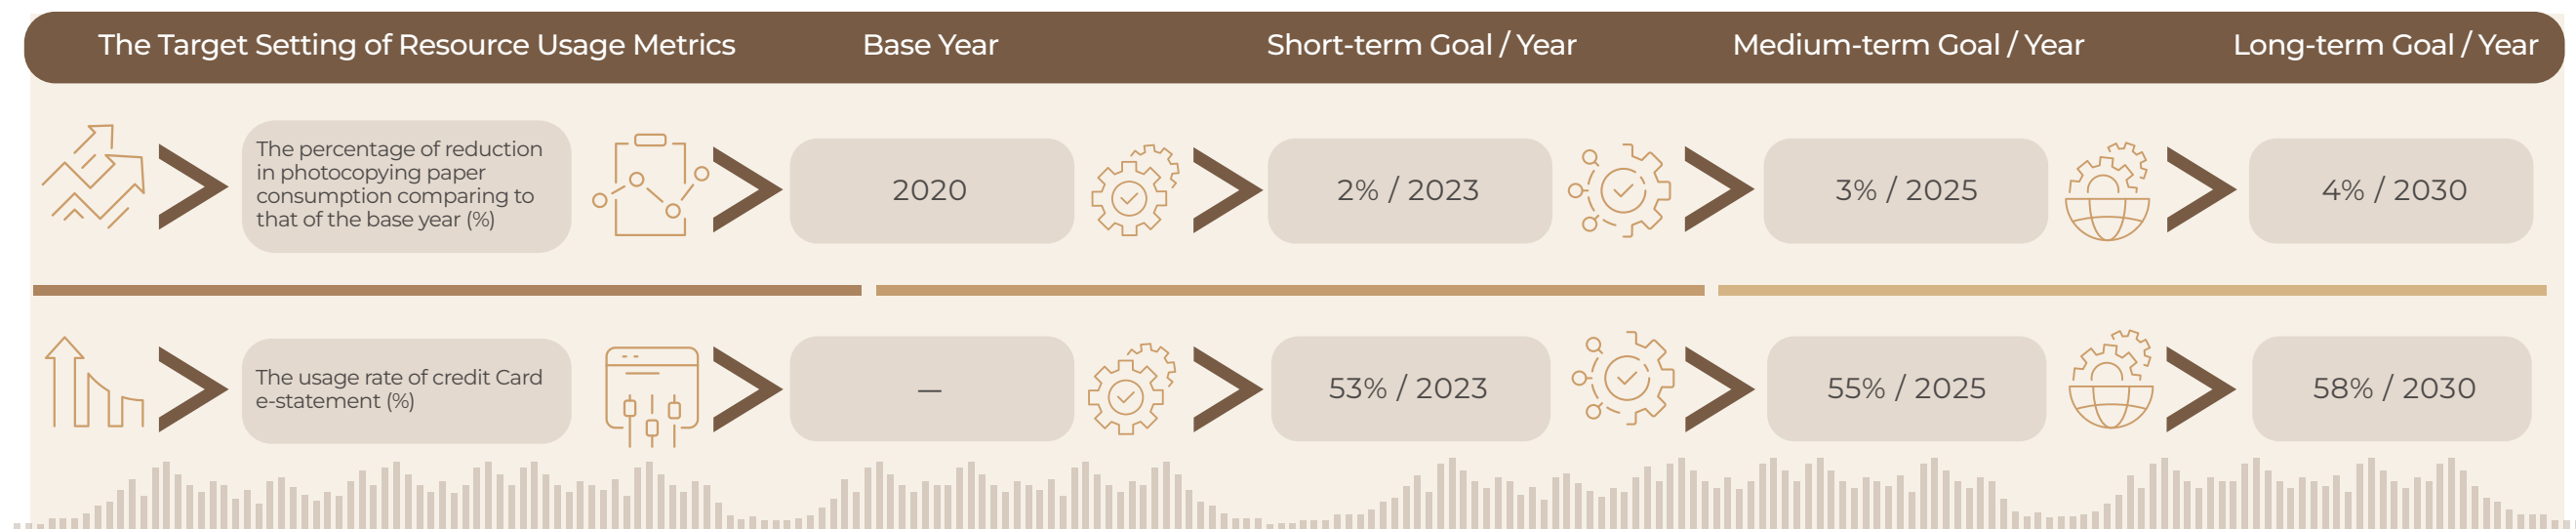 The Target Setting of Resource Usage Metrics
Base Year
Short-term Goal / Year
Medium-term Goal / Year
Long-term Goal / Year
The percentage of reduction
in photocopying paper
consumption comparing to
that of the base year (%)
2020
2% / 2023
3% / 2025
4% / 2030
The usage rate of credit Card
e-statement (%)
—
53% / 2023
55% / 2025
58% / 2030